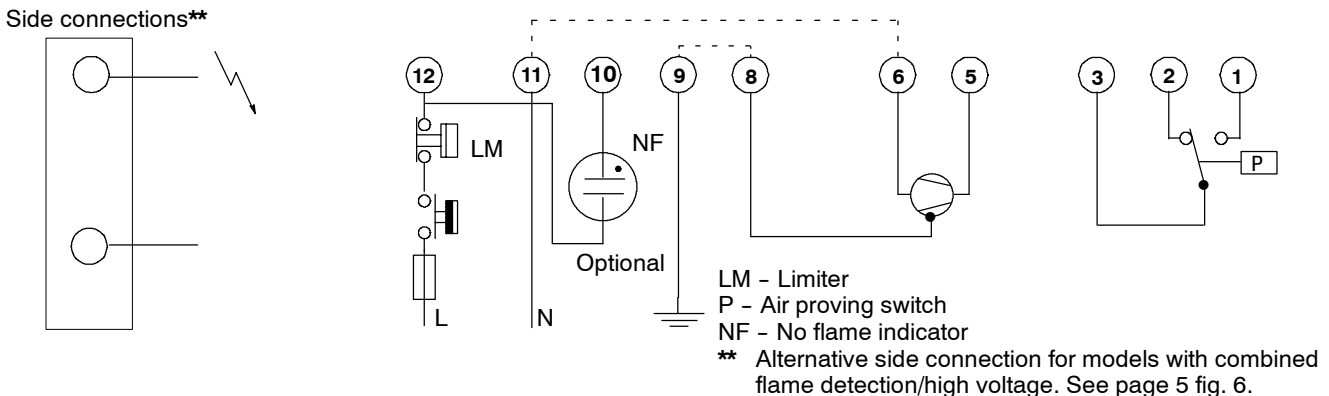 Side connections**
12
11
10
9
8
6
5
3
2
1
LM
NF
P
Optional
L
N
LM – Limiter
P – Air proving switch
NF – No flame indicator
** Alternative side connection for models with combined
flame detection/high voltage. See page 5 fig. 6.